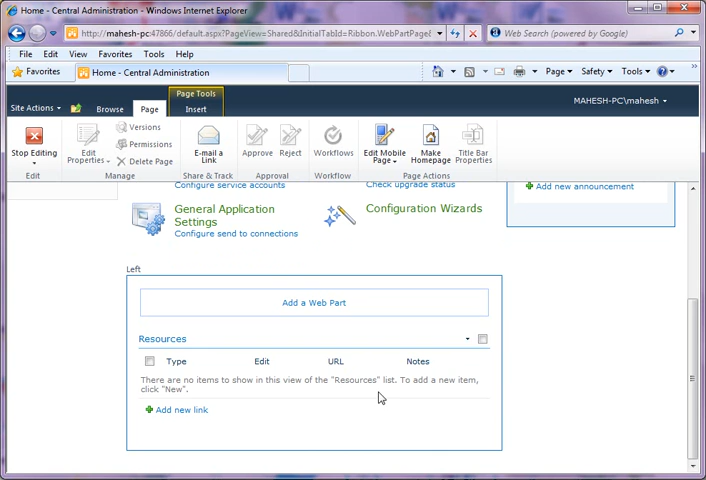 Home - Central Administration - Windows Internet Explorer
http://mahesh-pc:47866/default.aspx?PageView=Shared&InitialTabId=Ribbon.WebPartPage&
Web Search (powered by Google)
File Edit View Favorites Tools Help
Favorites
Home - Central Administration
Page Safety Tools
Page Tools
Site Actions
Browse
Page
Insert
MAHESH-PC\mahesh
Stop Editing
Edit Properties
Versions
Permissions
Delete Page
E-mail a Link
Approve
Reject
Workflows
Edit Mobile Page
Make Homepage
Title Bar Properties
Edit
Manage
Share & Track
Approval
Workflow
Page Actions
Configure service accounts
Check upgrade status
Add new announcement
General Application Settings
Configure send to connections
Configuration Wizards
Left
Add a Web Part
Resources
Type Edit URL Notes
There are no items to show in this view of the "Resources" list. To add a new item,
click "New".
Add new link